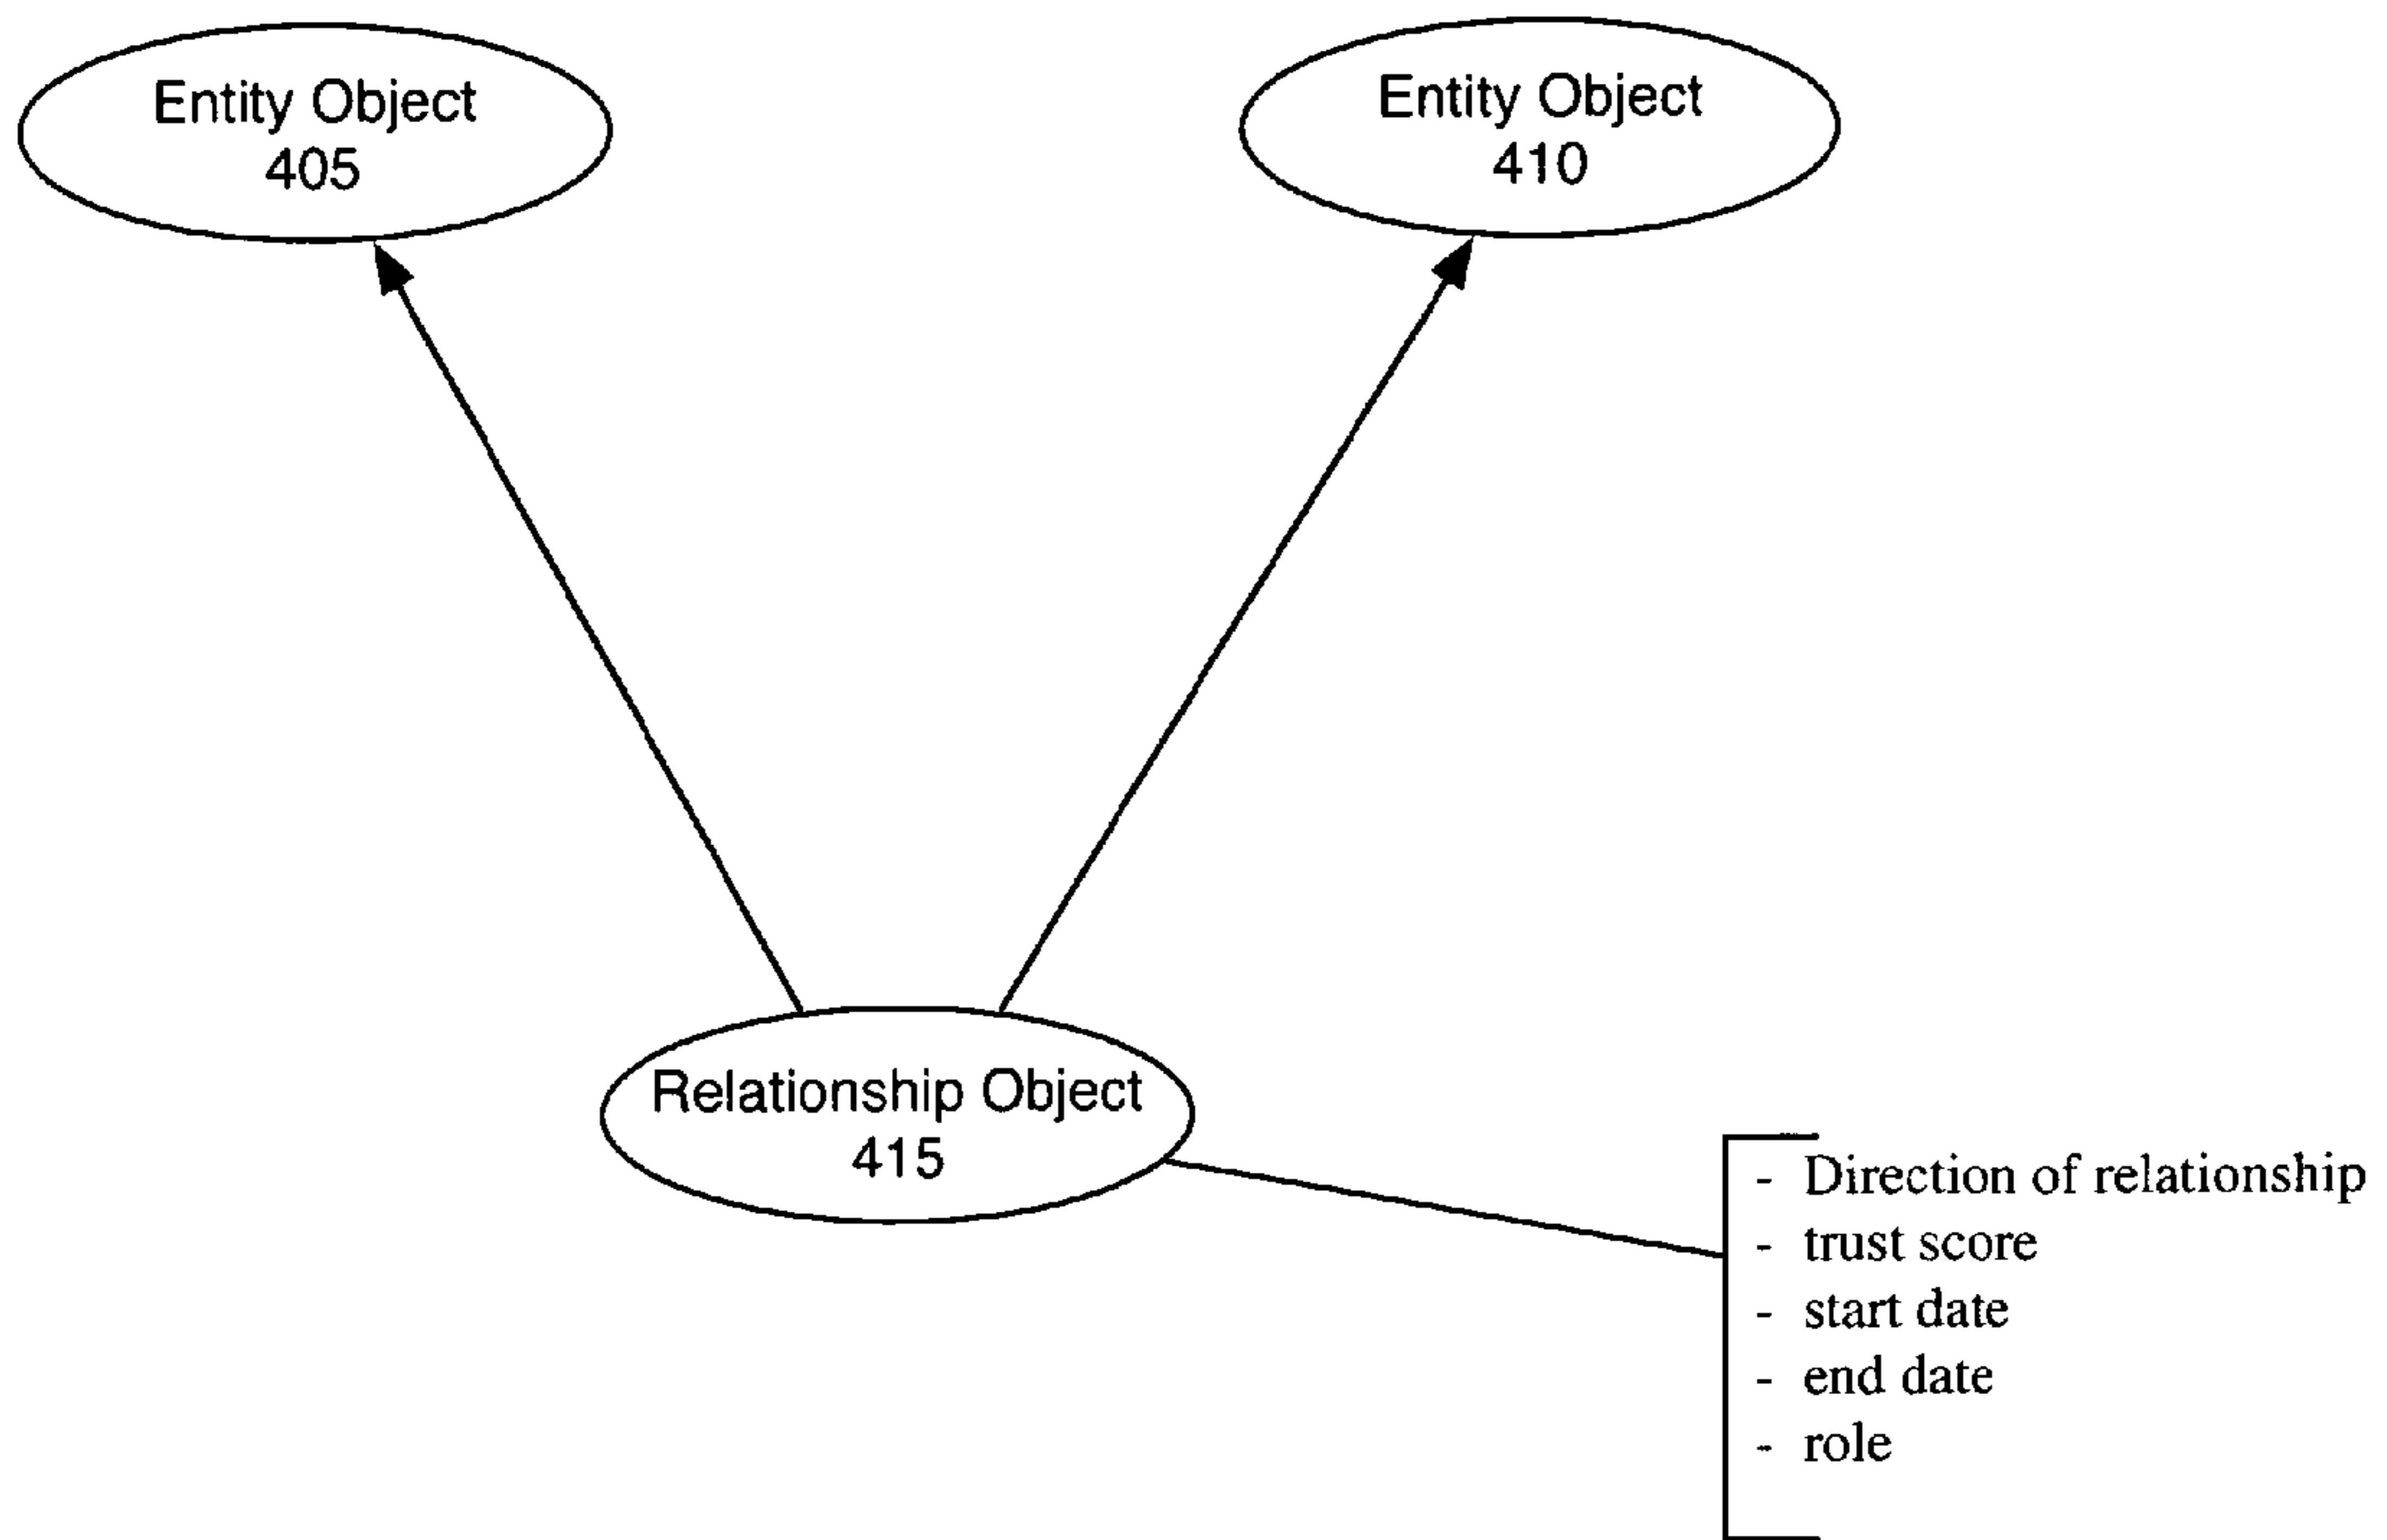 Entity Object
405
Entity Object
410
Relationship Object
415
- Direction of relationship
- trust score
- start date
- end date
- role